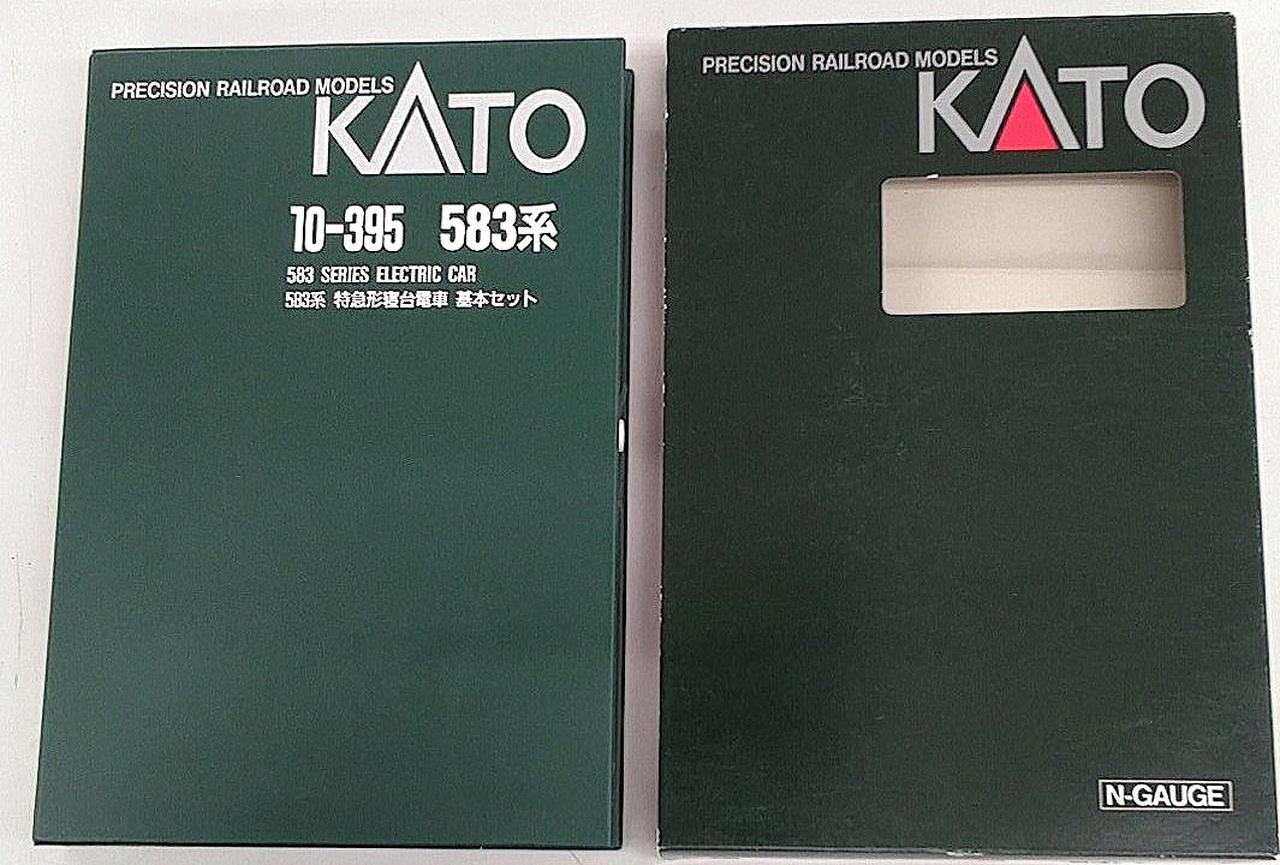 PRECISION RAILROAD MODELS
KATO
10-395 583系
583 SERIES ELECTRIC CAR
583系 特急形寝台電車 基本セット
PRECISION RAILROAD MODELS
KATO
N-GAUGE